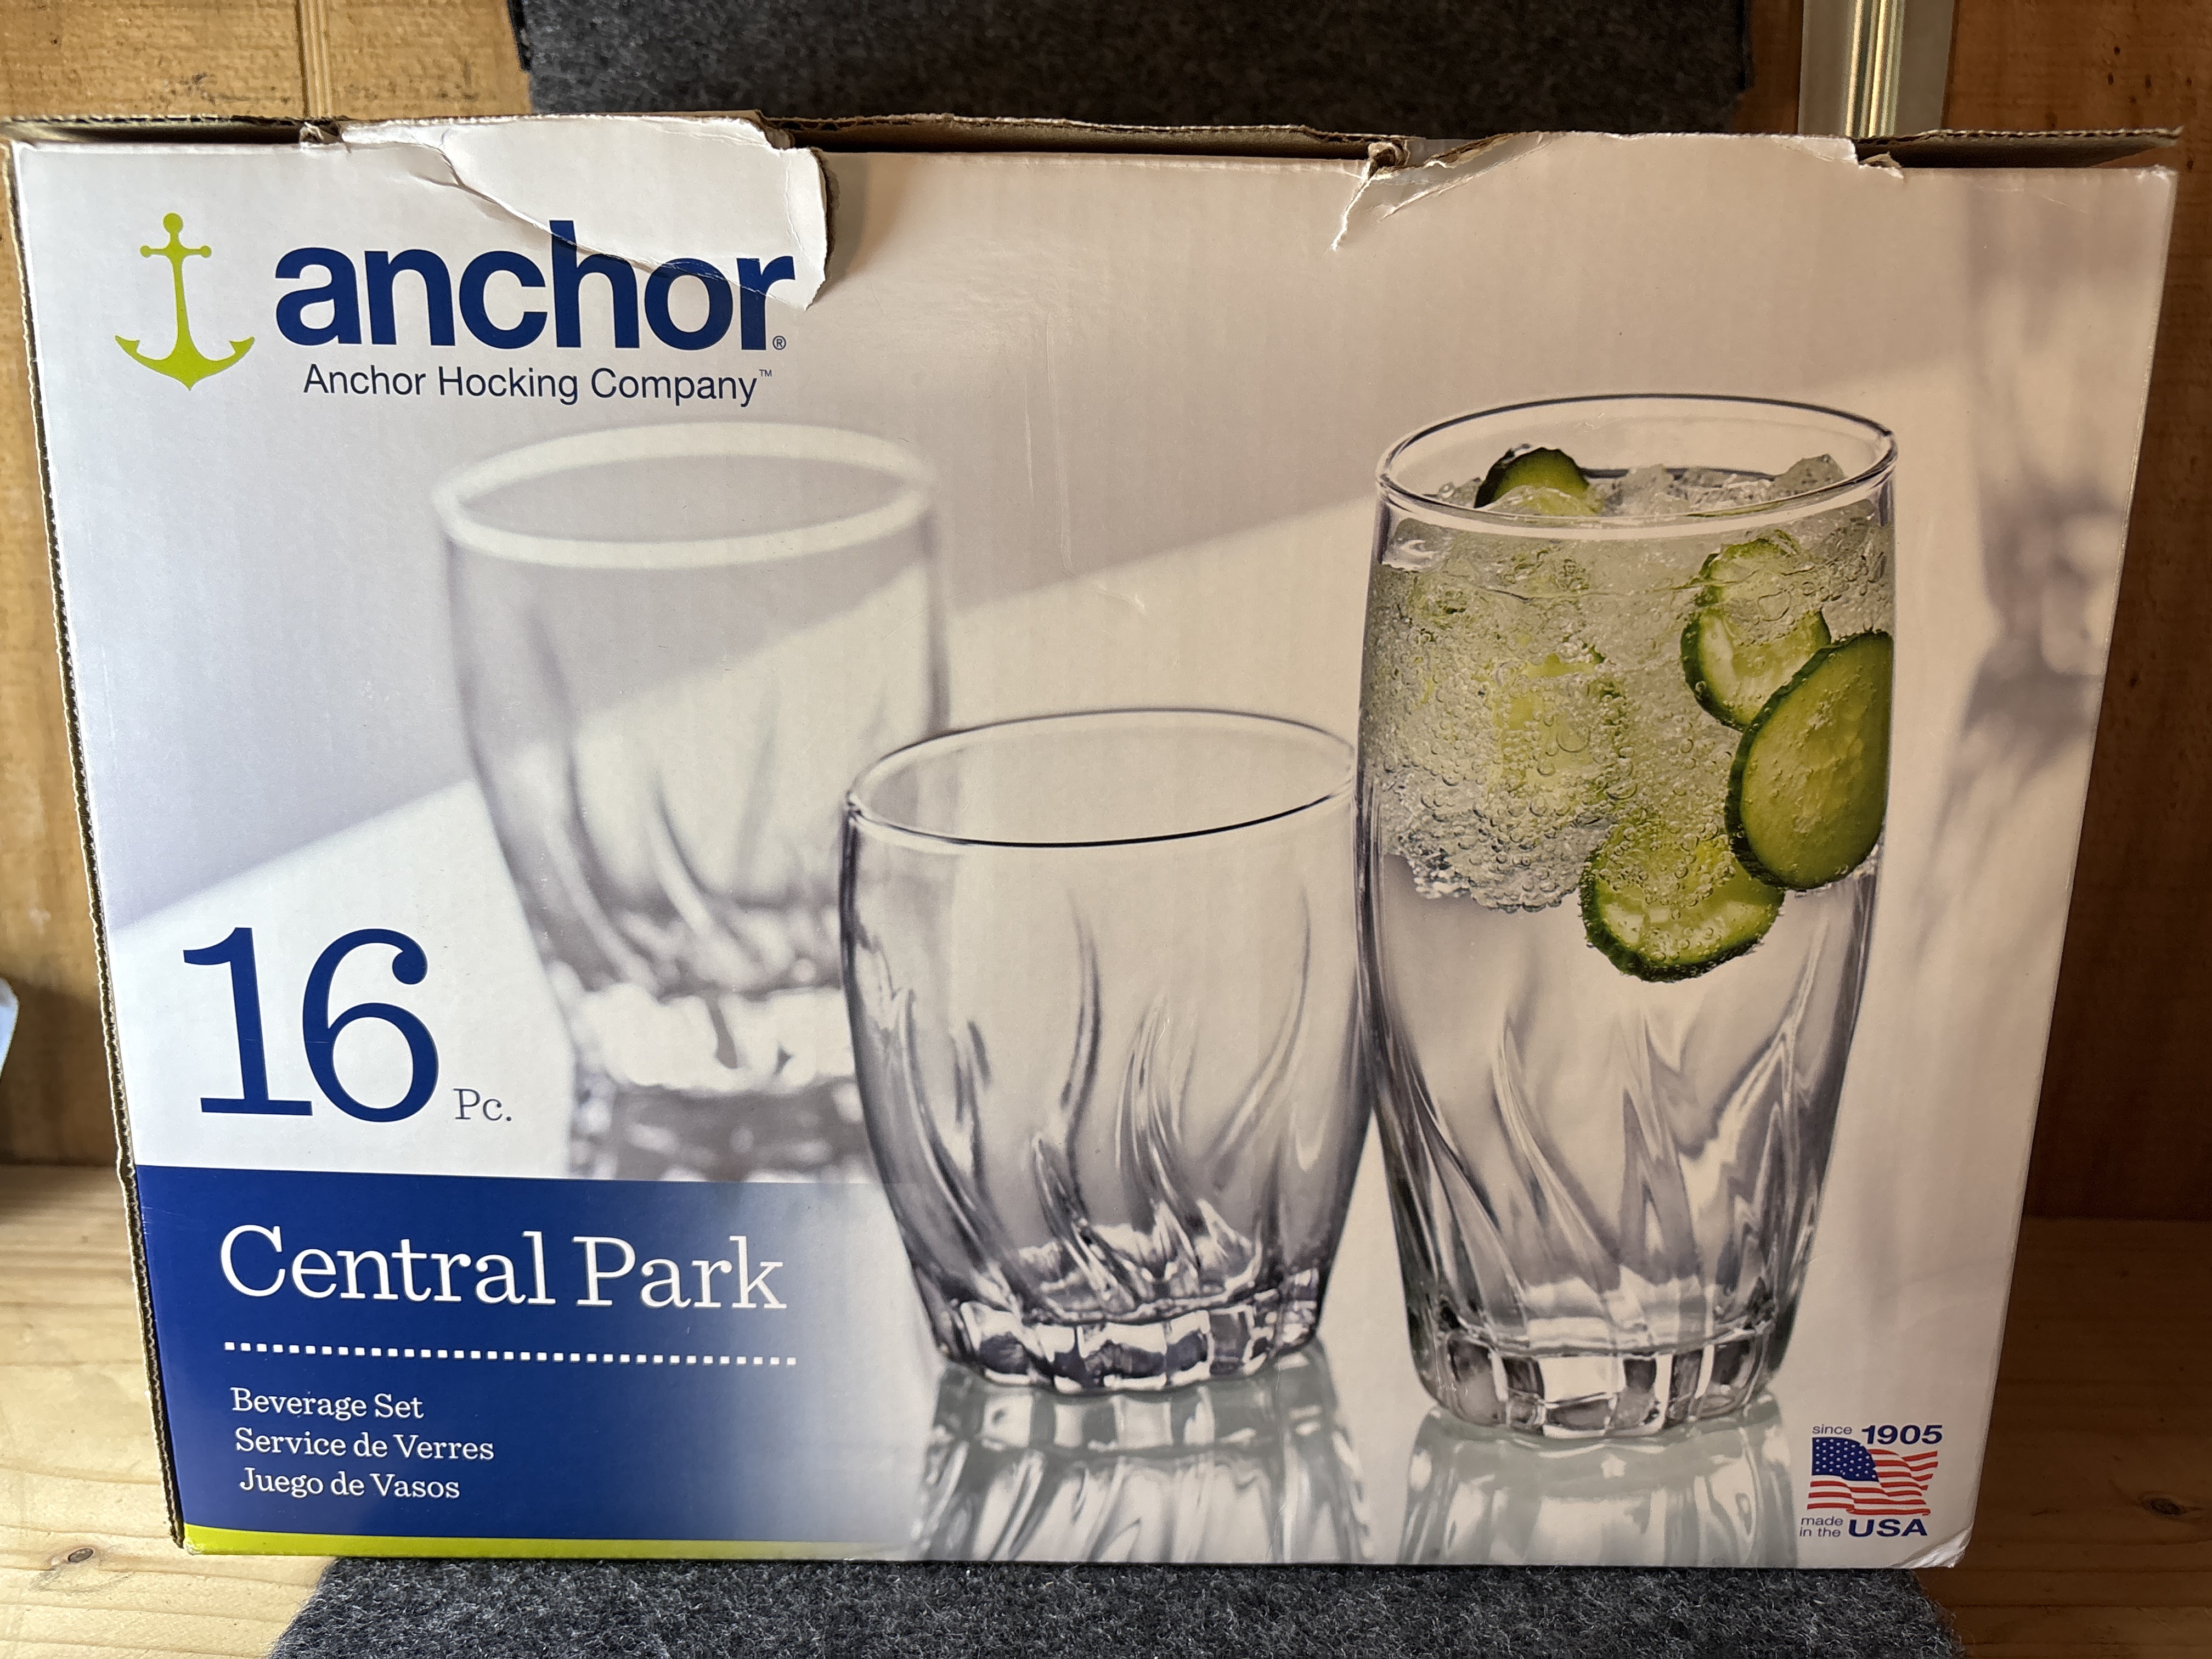 anchor®
Anchor Hocking Company™
16 Pc.
Central Park
Beverage Set
Service de Verres
Juego de Vasos
since 1905
made
in the USA